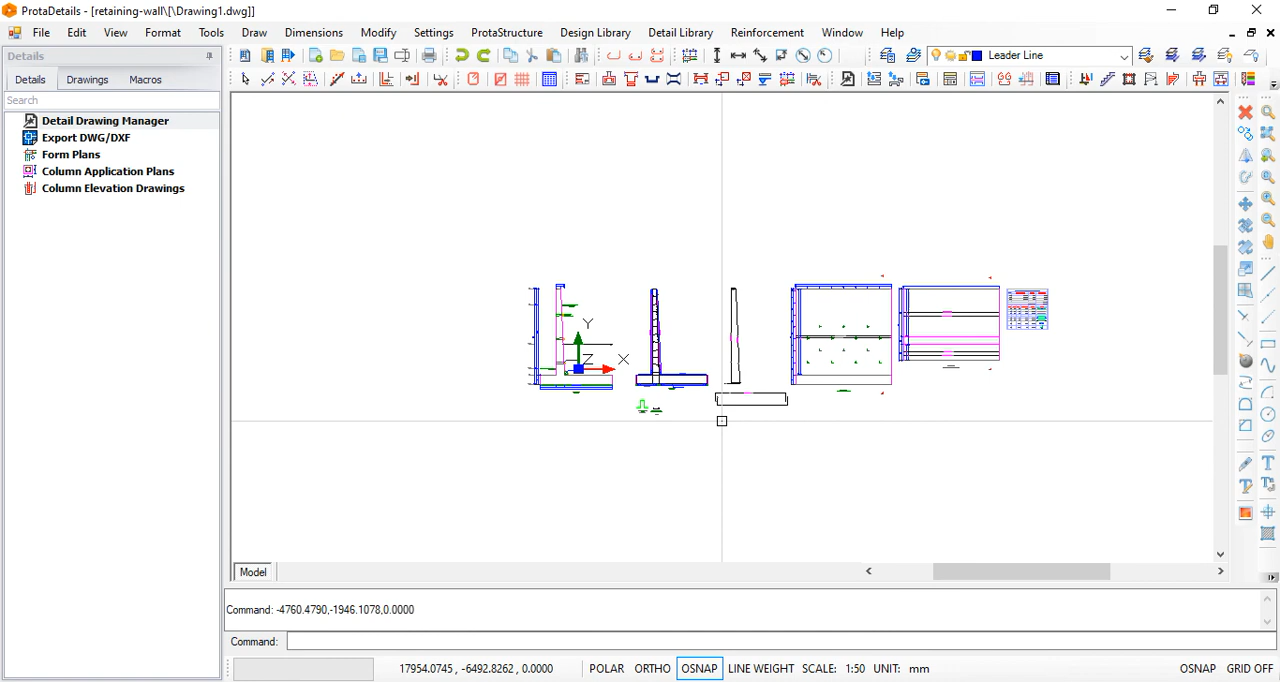 ProtaDetails - [retaining-wall\[\Drawing1.dwg]]
File Edit View Format Tools Draw Dimensions Modify Settings ProtaStructure Design Library Detail Library Reinforcement Window Help
Details
Leader Line
Details Drawings Macros
Search
Detail Drawing Manager
Export DWG/DXF
Form Plans
Column Application Plans
Column Elevation Drawings
Y
Z
X
Model
Command: -4760.4790,-1946.1078,0.0000
Command:
17954.0745 , -6492.8262 , 0.0000 POLAR ORTHO OSNAP LINE WEIGHT SCALE: 1:50 UNIT: mm OSNAP GRID OFF